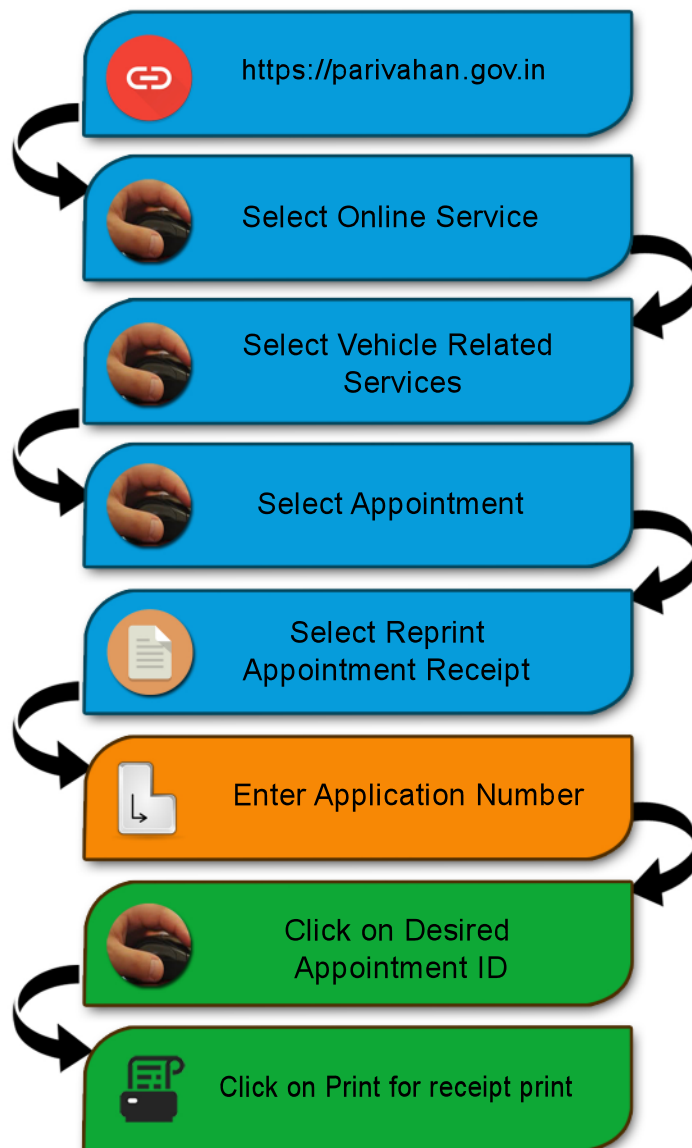 https://parivahan.gov.in
Select Online Service
Select Vehicle Related
Services
Select Appointment
Select Reprint
Appointment Receipt
Enter Application Number
Click on Desired
Appointment ID
Click on Print for receipt print